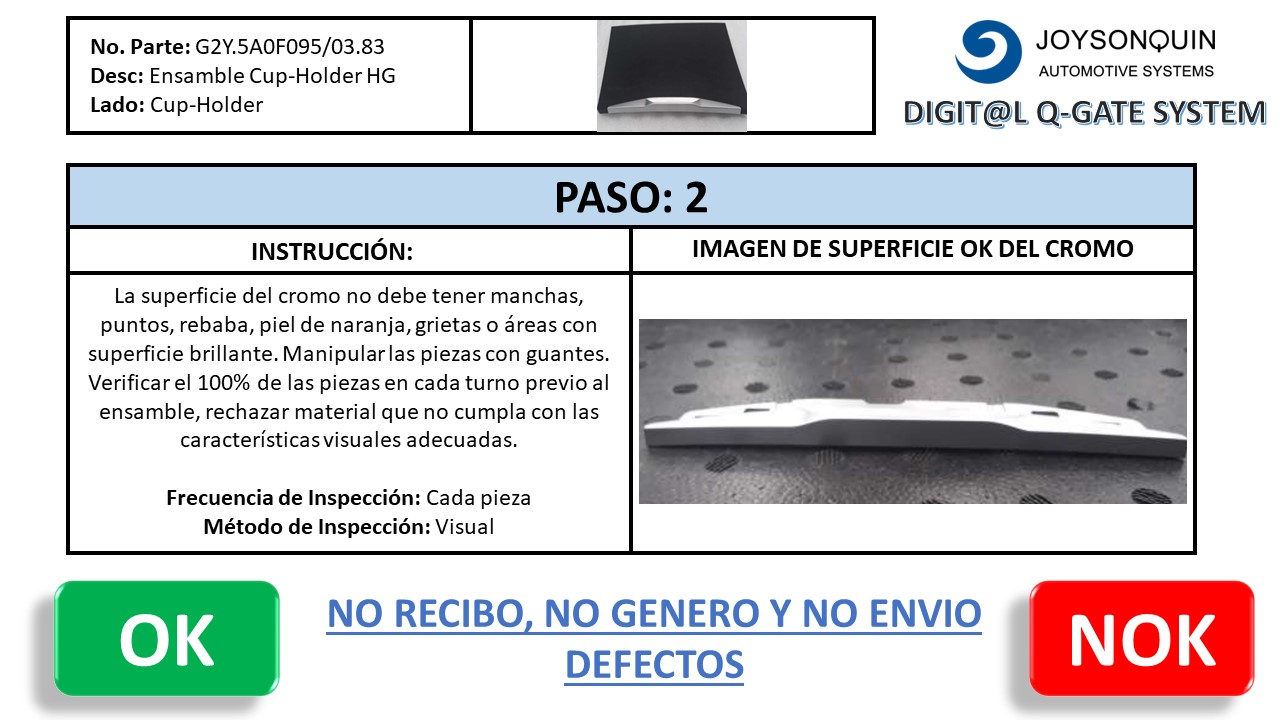 No. Parte: G2Y.5A0F095/03.83
Desc: Ensamble Cup-Holder HG
Lado: Cup-Holder
JOYSONQUIN
AUTOMOTIVE SYSTEMS
DIGIT@L Q-GATE SYSTEM
PASO: 2
INSTRUCCIÓN:
IMAGEN DE SUPERFICIE OK DEL CROMO
La superficie del cromo no debe tener manchas,
puntos, rebaba, piel de naranja, grietas o áreas con
superficie brillante. Manipular las piezas con guantes.
Verificar el 100% de las piezas en cada turno previo al
ensamble, rechazar material que no cumpla con las
características visuales adecuadas.
Frecuencia de Inspección: Cada pieza
Método de Inspección: Visual
OK
NO RECIBO, NO GENERO Y NO ENVIO
DEFECTOS
NOK